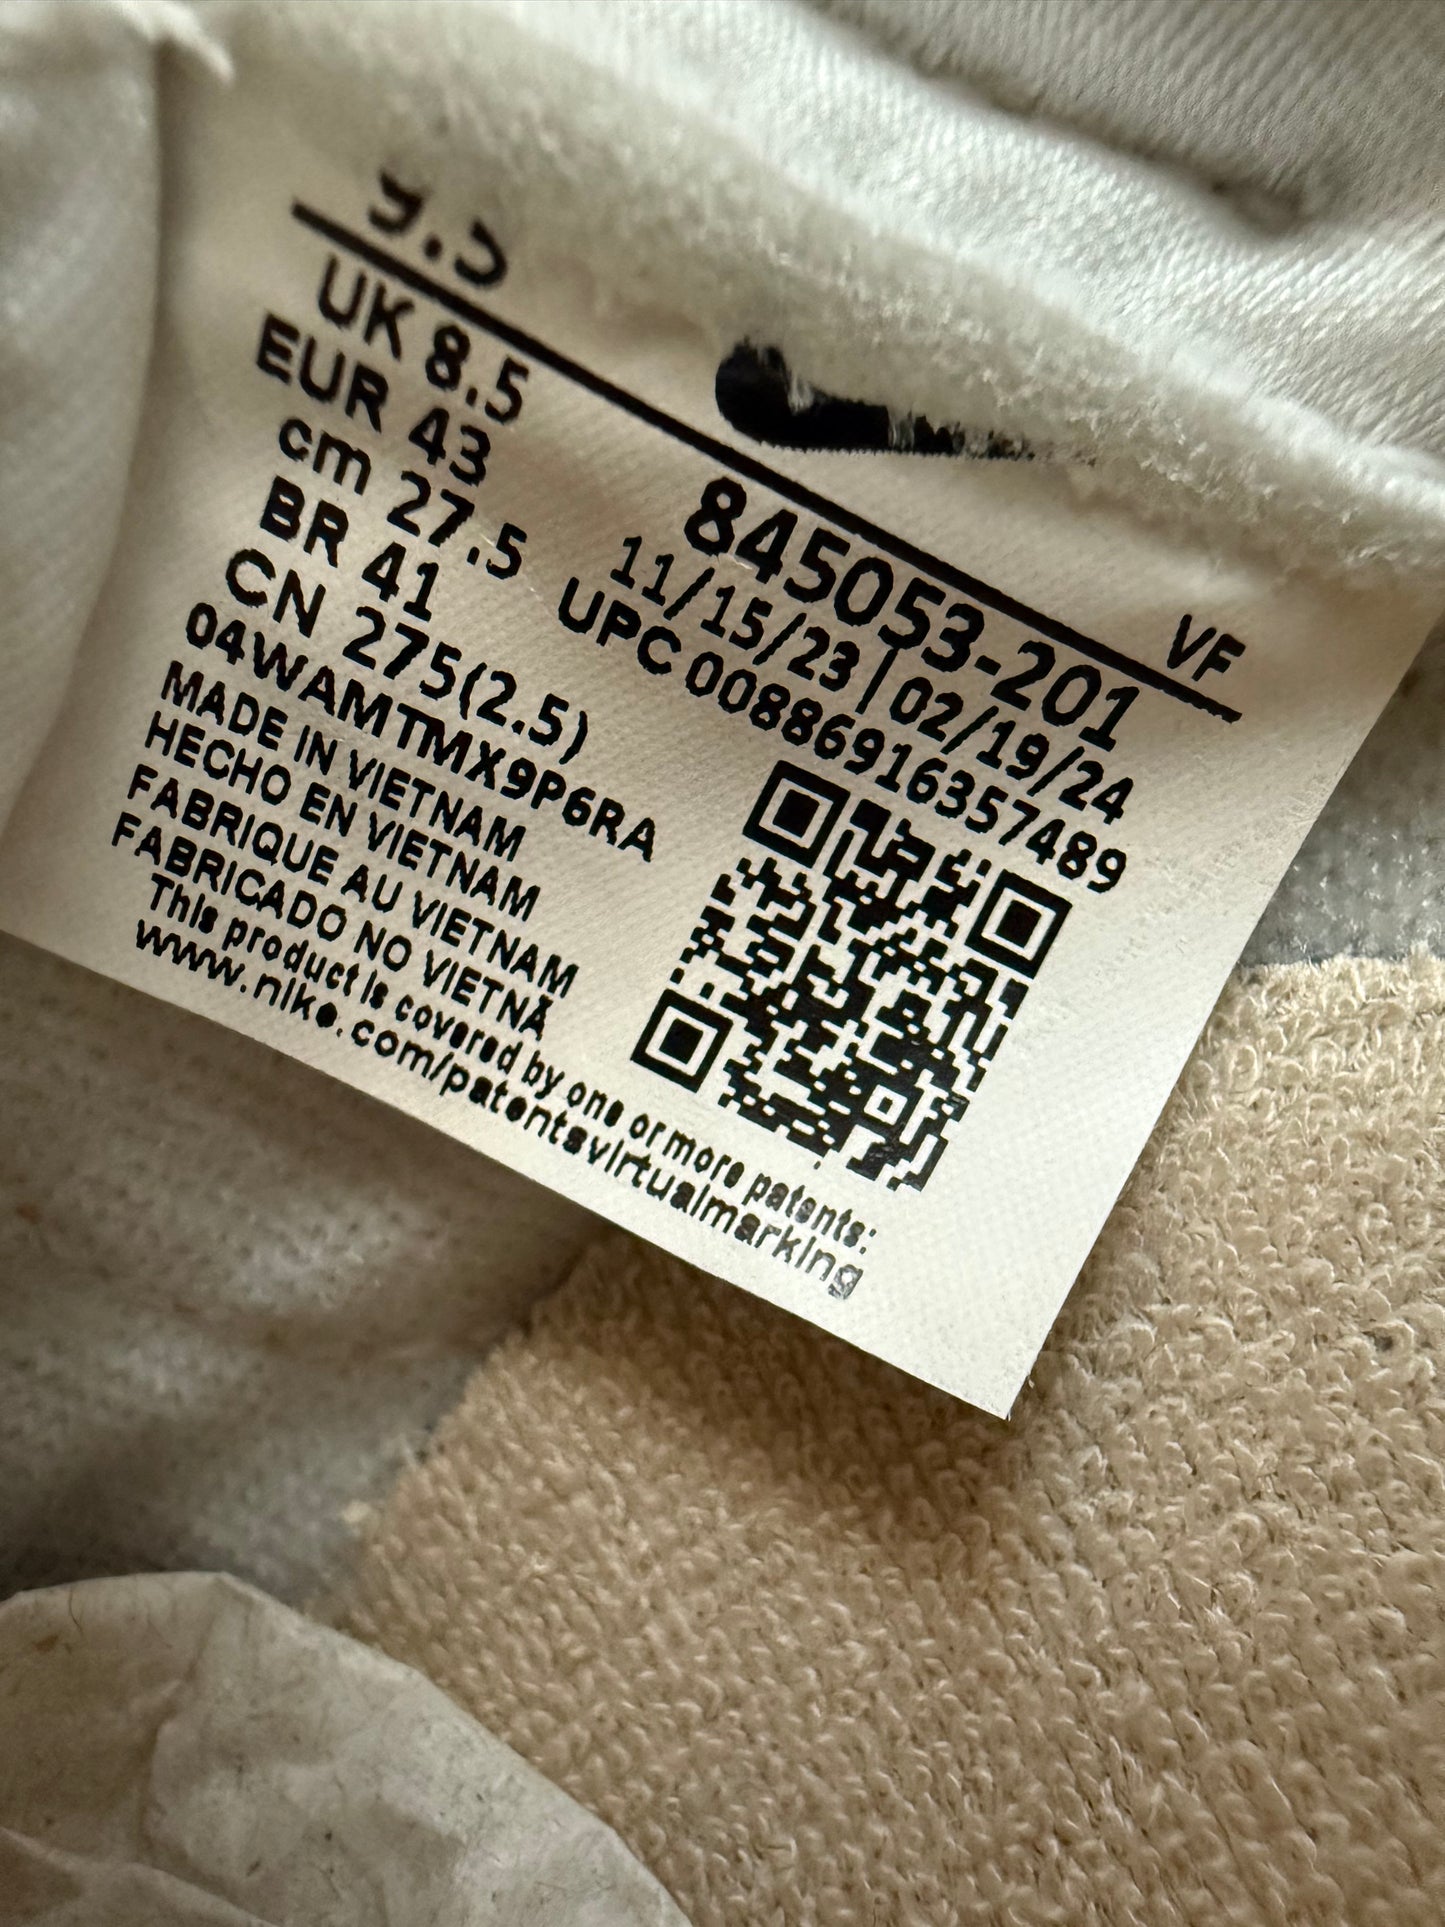 9.5
UK 8.5
EUR 43
cm 27.5
BR 41
CN 275(2.5)
04WAMTMX9P6RA
MADE IN VIETNAM
HECHO EN VIETNAM
FABRIQUE AU VIETNAM
FABRICADO NO VIETNÃ
This product is covered by one or more patents:
www.nike.com/patentsvirtualmarking
VF
845053-201
11/15/23 | 02/19/24
UPC 00886916357489